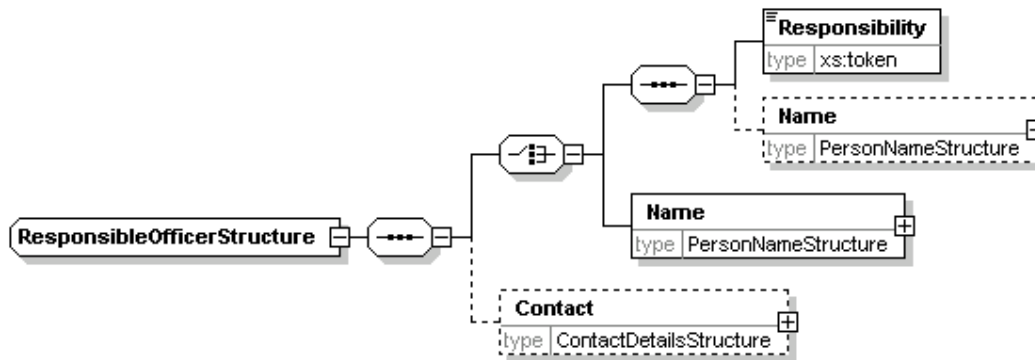 Responsibility
type xs:token
Name
type PersonNameStructure
Name
type PersonNameStructure
ResponsibleOfficerStructure
Contact
type ContactDetailsStructure